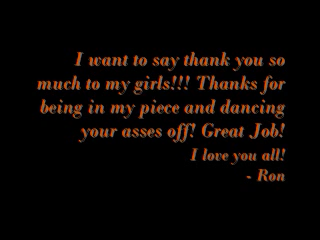 I want to say thank you so
much to my girls!!! Thanks for
being in my piece and dancing
your asses off! Great Job!
I love you all!
- Ron